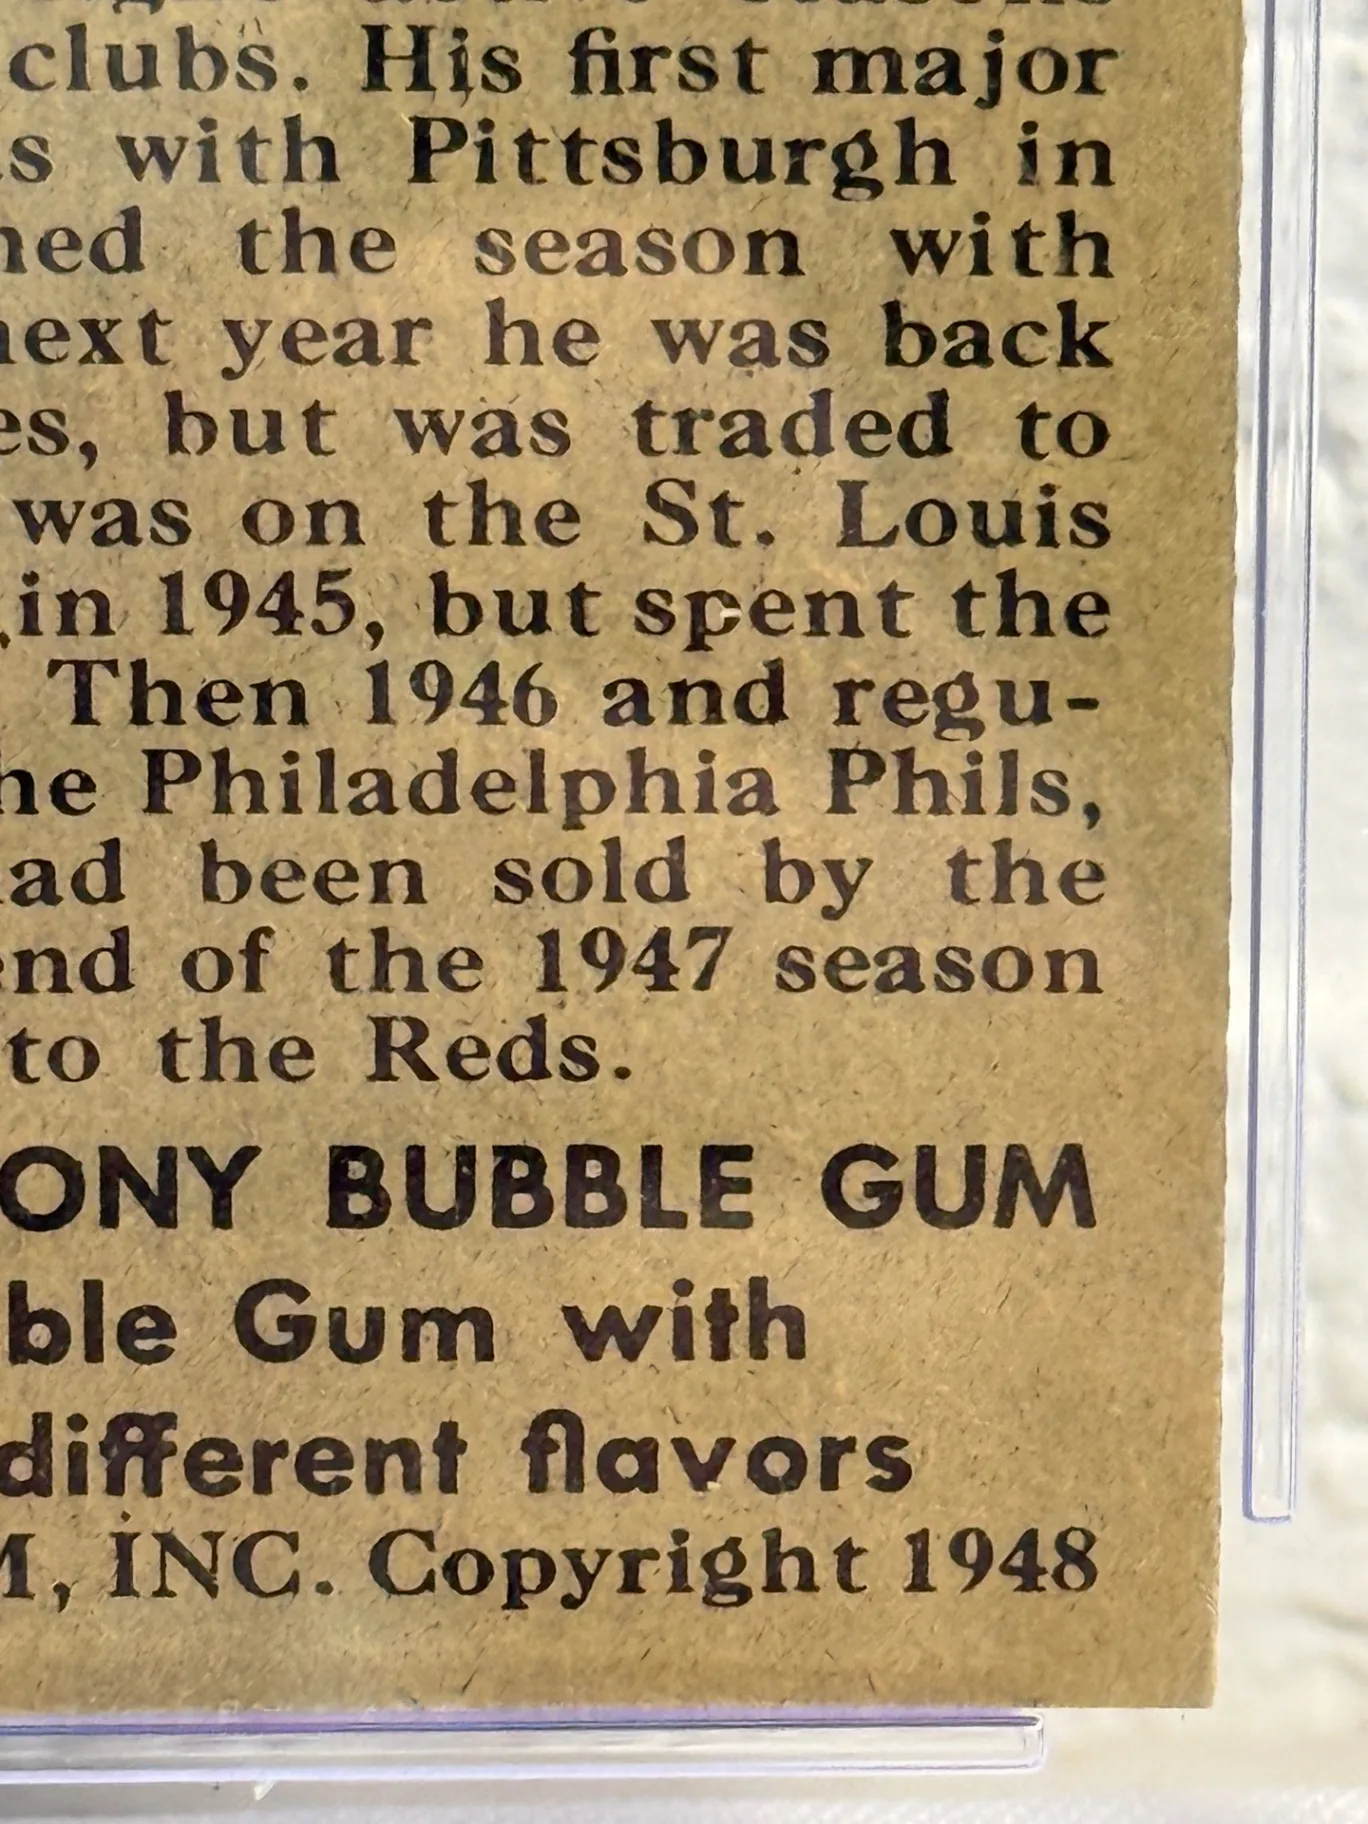 clubs. His first major
s with Pittsburgh in
ned the season with
next year he was back
es, but was traded to
was on the St. Louis
in 1945, but spent the
Then 1946 and regu-
he Philadelphia Phils,
ad been sold by the
nd of the 1947 season
to the Reds.
ONY BUBBLE GUM
ble Gum with
different flavors
M, INC. Copyright 1948